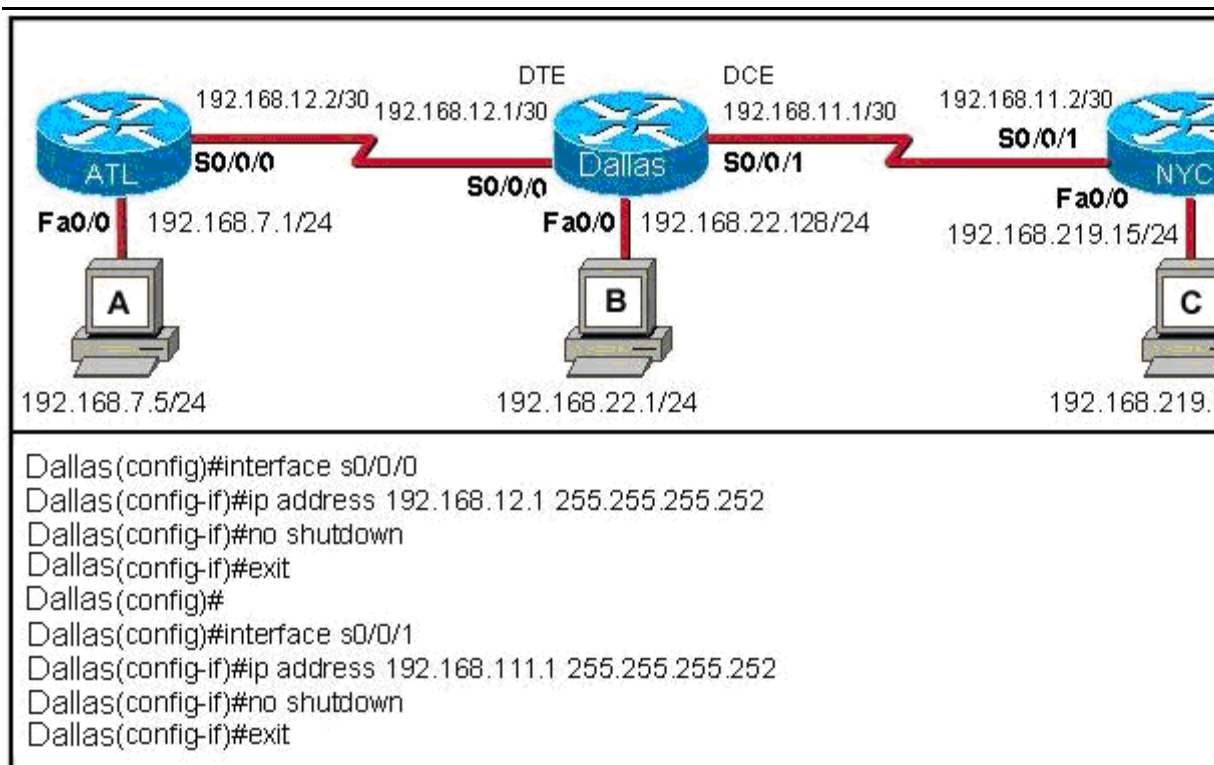 DTE DCE
192.168.12.2/30 192.168.12.1/30 192.168.11.1/30 192.168.11.2/30
ATL S0/0/0 S0/0/0 Dallas S0/0/1 S0/0/1 NYC
Fa0/0 192.168.7.1/24 Fa0/0 192.168.22.128/24 Fa0/0 192.168.219.15/24
A B C
192.168.7.5/24 192.168.22.1/24 192.168.219.
Dallas(config)#interface s0/0/0
Dallas(config-if)#ip address 192.168.12.1 255.255.255.252
Dallas(config-if)#no shutdown
Dallas(config-if)#exit
Dallas(config)#
Dallas(config)#interface s0/0/1
Dallas(config-if)#ip address 192.168.111.1 255.255.255.252
Dallas(config-if)#no shutdown
Dallas(config-if)#exit